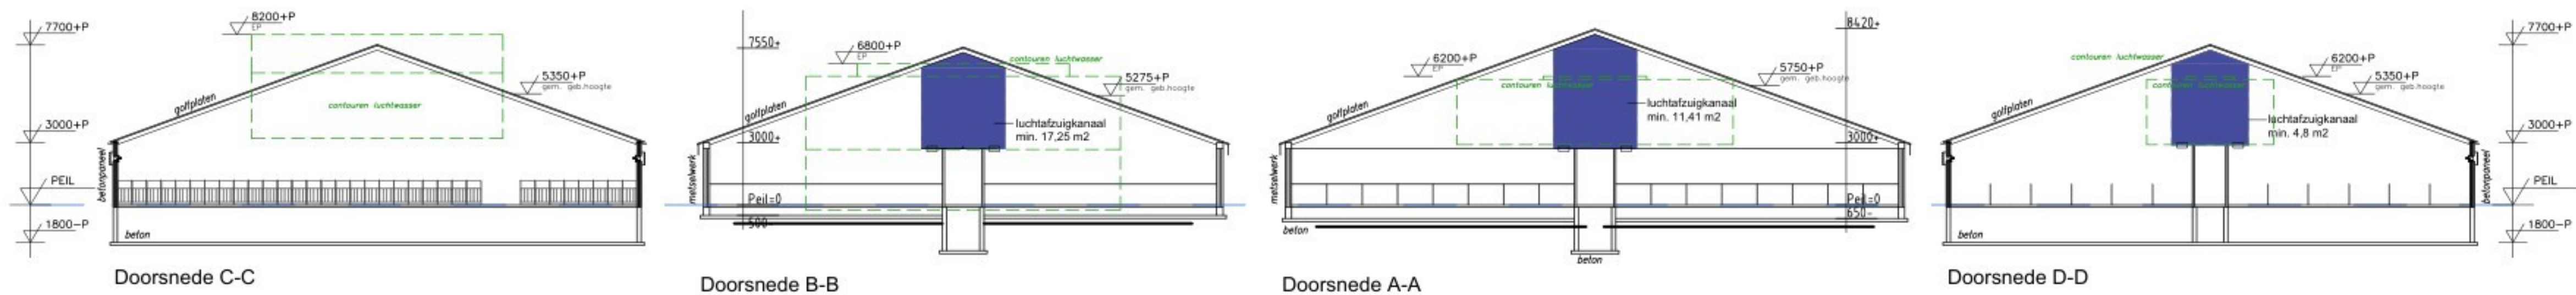 7700+P
3000+P
PEIL
1800-P
8200+P
EP
5350+P
gem. geb.hoogte
golfplaten
contouren luchtwasser
betonpaneel
beton
Doorsnede C-C
7550+
3000+
Peil=0
500-
6800+P
EP
contouren luchtwasser
5275+P
gem. geb.hoogte
golfplaten
luchtafzuigkanaal
min. 17,25 m2
metselwerk
Doorsnede B-B
8420+
3000+
Peil=0
650-
6200+P
EP
5750+P
gem. geb.hoogte
golfplaten
contouren luchtwasser
luchtafzuigkanaal
min. 11,41 m2
metselwerk
beton
beton
Doorsnede A-A
contouren luchtwasser
6200+P
EP
5350+P
gem. geb.hoogte
golfplaten
contouren luchtwasser
luchtafzuigkanaal
min. 4,8 m2
betonpaneel
beton
7700+P
3000+P
PEIL
1800-P
Doorsnede D-D